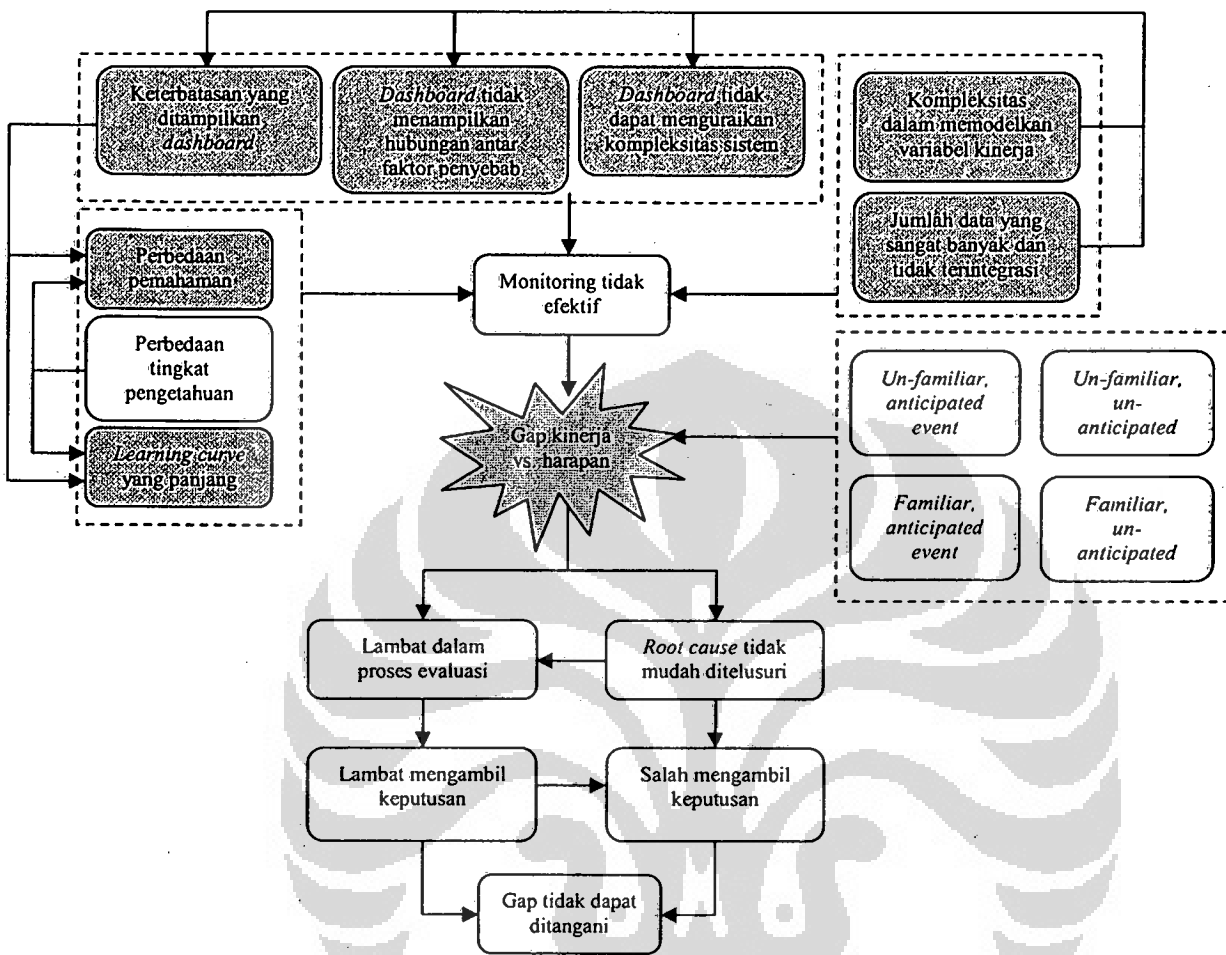 Keterbatasan yang
ditampilkan
dashboard
Dashboard tidak
menampilkan
hubungan antar
faktor penyebab
Dashboard tidak
dapat menguraikan
kompleksitas sistem
Kompleksitas
dalam memodelkan
variabel kinerja
Jumlah data yang
sangat banyak dan
tidak terintegrasi
Perbedaan
pemahaman
Perbedaan
tingkat
pengetahuan
Learning curve
yang panjang
Monitoring tidak
efektif
Gap kinerja
vs. harapan
Un-familiar,
anticipated
event
Un-familiar,
un-
anticipated
Familiar,
anticipated
event
Familiar,
un-
anticipated
Lambat dalam
proses evaluasi
Root cause tidak
mudah ditelusuri
Lambat mengambil
keputusan
Salah mengambil
keputusan
Gap tidak dapat
ditangani